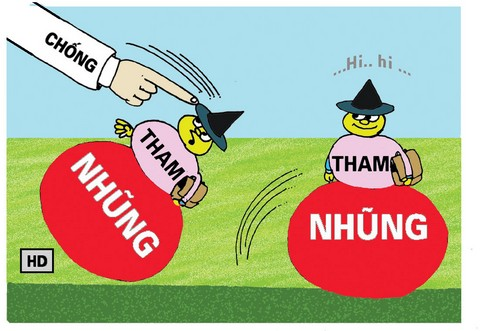 CHỐNG
...Hi.. hi ...
THAM
NHŨNG
THAM
NHŨNG
HD